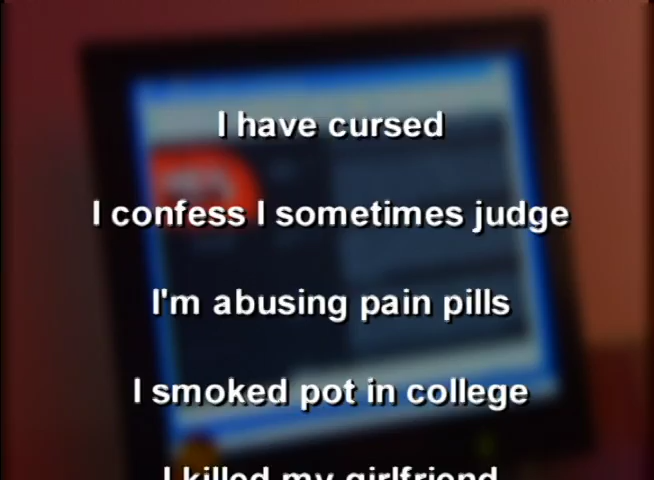 I have cursed
I confess I sometimes judge
I'm abusing pain pills
I smoked pot in college
I killed my girlfriend